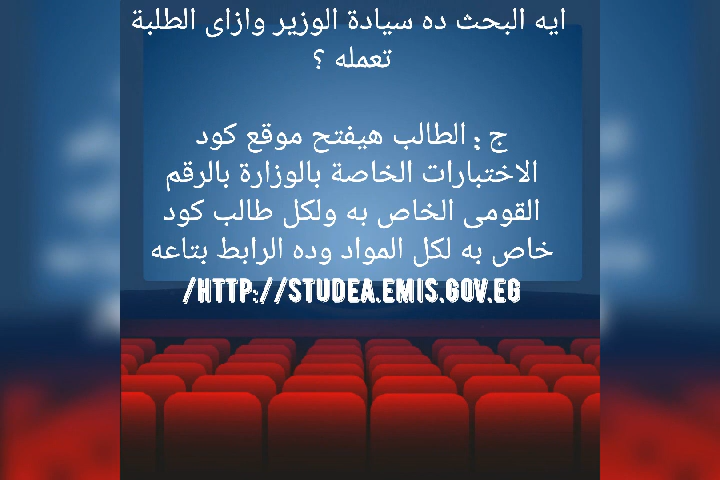 ايه البحث ده سيادة الوزير وازاى الطلبة
تعمله ؟
ج : الطالب هيفتح موقع كود
الاختبارات الخاصة بالوزارة بالرقم
القومى الخاص به ولكل طالب كود
خاص به لكل المواد وده الرابط بتاعه
/HTTP://STUDEA.EMIS.GOV.EG